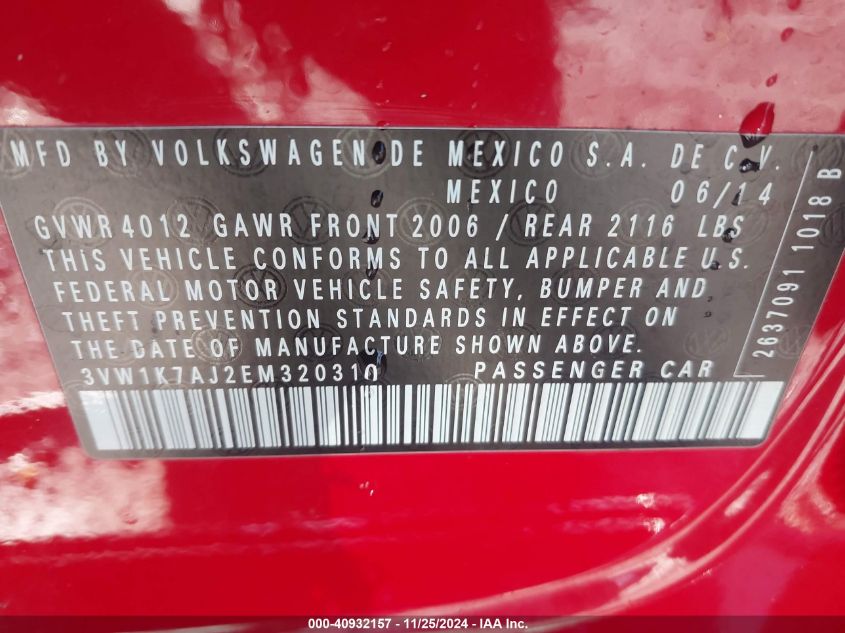 MFD BY VOLKSWAGEN DE MEXICO S.A. DE C.V.
MEXICO 06/14
GVWR 4012 GAWR FRONT 2006 / REAR 2116 LBS
THIS VEHICLE CONFORMS TO ALL APPLICABLE U.S.
FEDERAL MOTOR VEHICLE SAFETY, BUMPER AND
THEFT PREVENTION STANDARDS IN EFFECT ON
THE DATE OF MANUFACTURE SHOWN ABOVE.
3VW1K7AJ2EM320310 PASSENGER CAR
2637091 1018 B
000-40932157 - 11/25/2024 - IAA Inc.